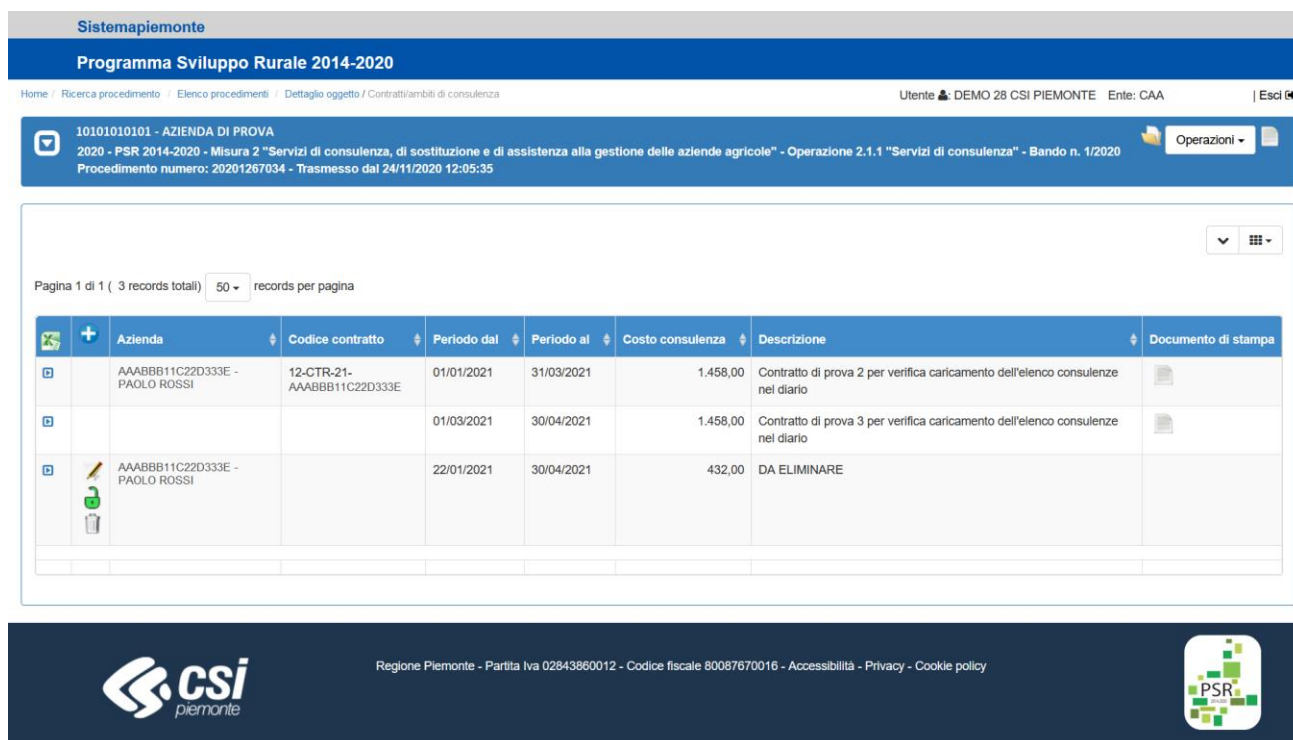 Sistemapiemonte
Programma Sviluppo Rurale 2014-2020
Home / Ricerca procedimento / Elenco procedimenti / Dettaglio oggetto / Contratti/ambiti di consulenza
Utente : DEMO 28 CSI PIEMONTE Ente: CAA | Esci
10101010101 - AZIENDA DI PROVA
2020 - PSR 2014-2020 - Misura 2 "Servizi di consulenza, di sostituzione e di assistenza alla gestione delle aziende agricole" - Operazione 2.1.1 "Servizi di consulenza" - Bando n. 1/2020
Procedimento numero: 20201267034 - Trasmesso dal 24/11/2020 12:05:35
Operazioni
Pagina 1 di 1 ( 3 records totali) 50 records per pagina
Azienda Codice contratto Periodo dal Periodo al Costo consulenza Descrizione Documento di stampa
AAABBB11C22D333E - 12-CTR-21- 01/01/2021 31/03/2021 1.458,00 Contratto di prova 2 per verifica caricamento dell'elenco consulenze
PAOLO ROSSI AAABBB11C22D333E nel diario
01/03/2021 30/04/2021 1.458,00 Contratto di prova 3 per verifica caricamento dell'elenco consulenze
nel diario
AAABBB11C22D333E - 22/01/2021 30/04/2021 432,00 DA ELIMINARE
PAOLO ROSSI
csi
piemonte
Regione Piemonte - Partita Iva 02843860012 - Codice fiscale 80087670016 - Accessibilità - Privacy - Cookie policy
PSR